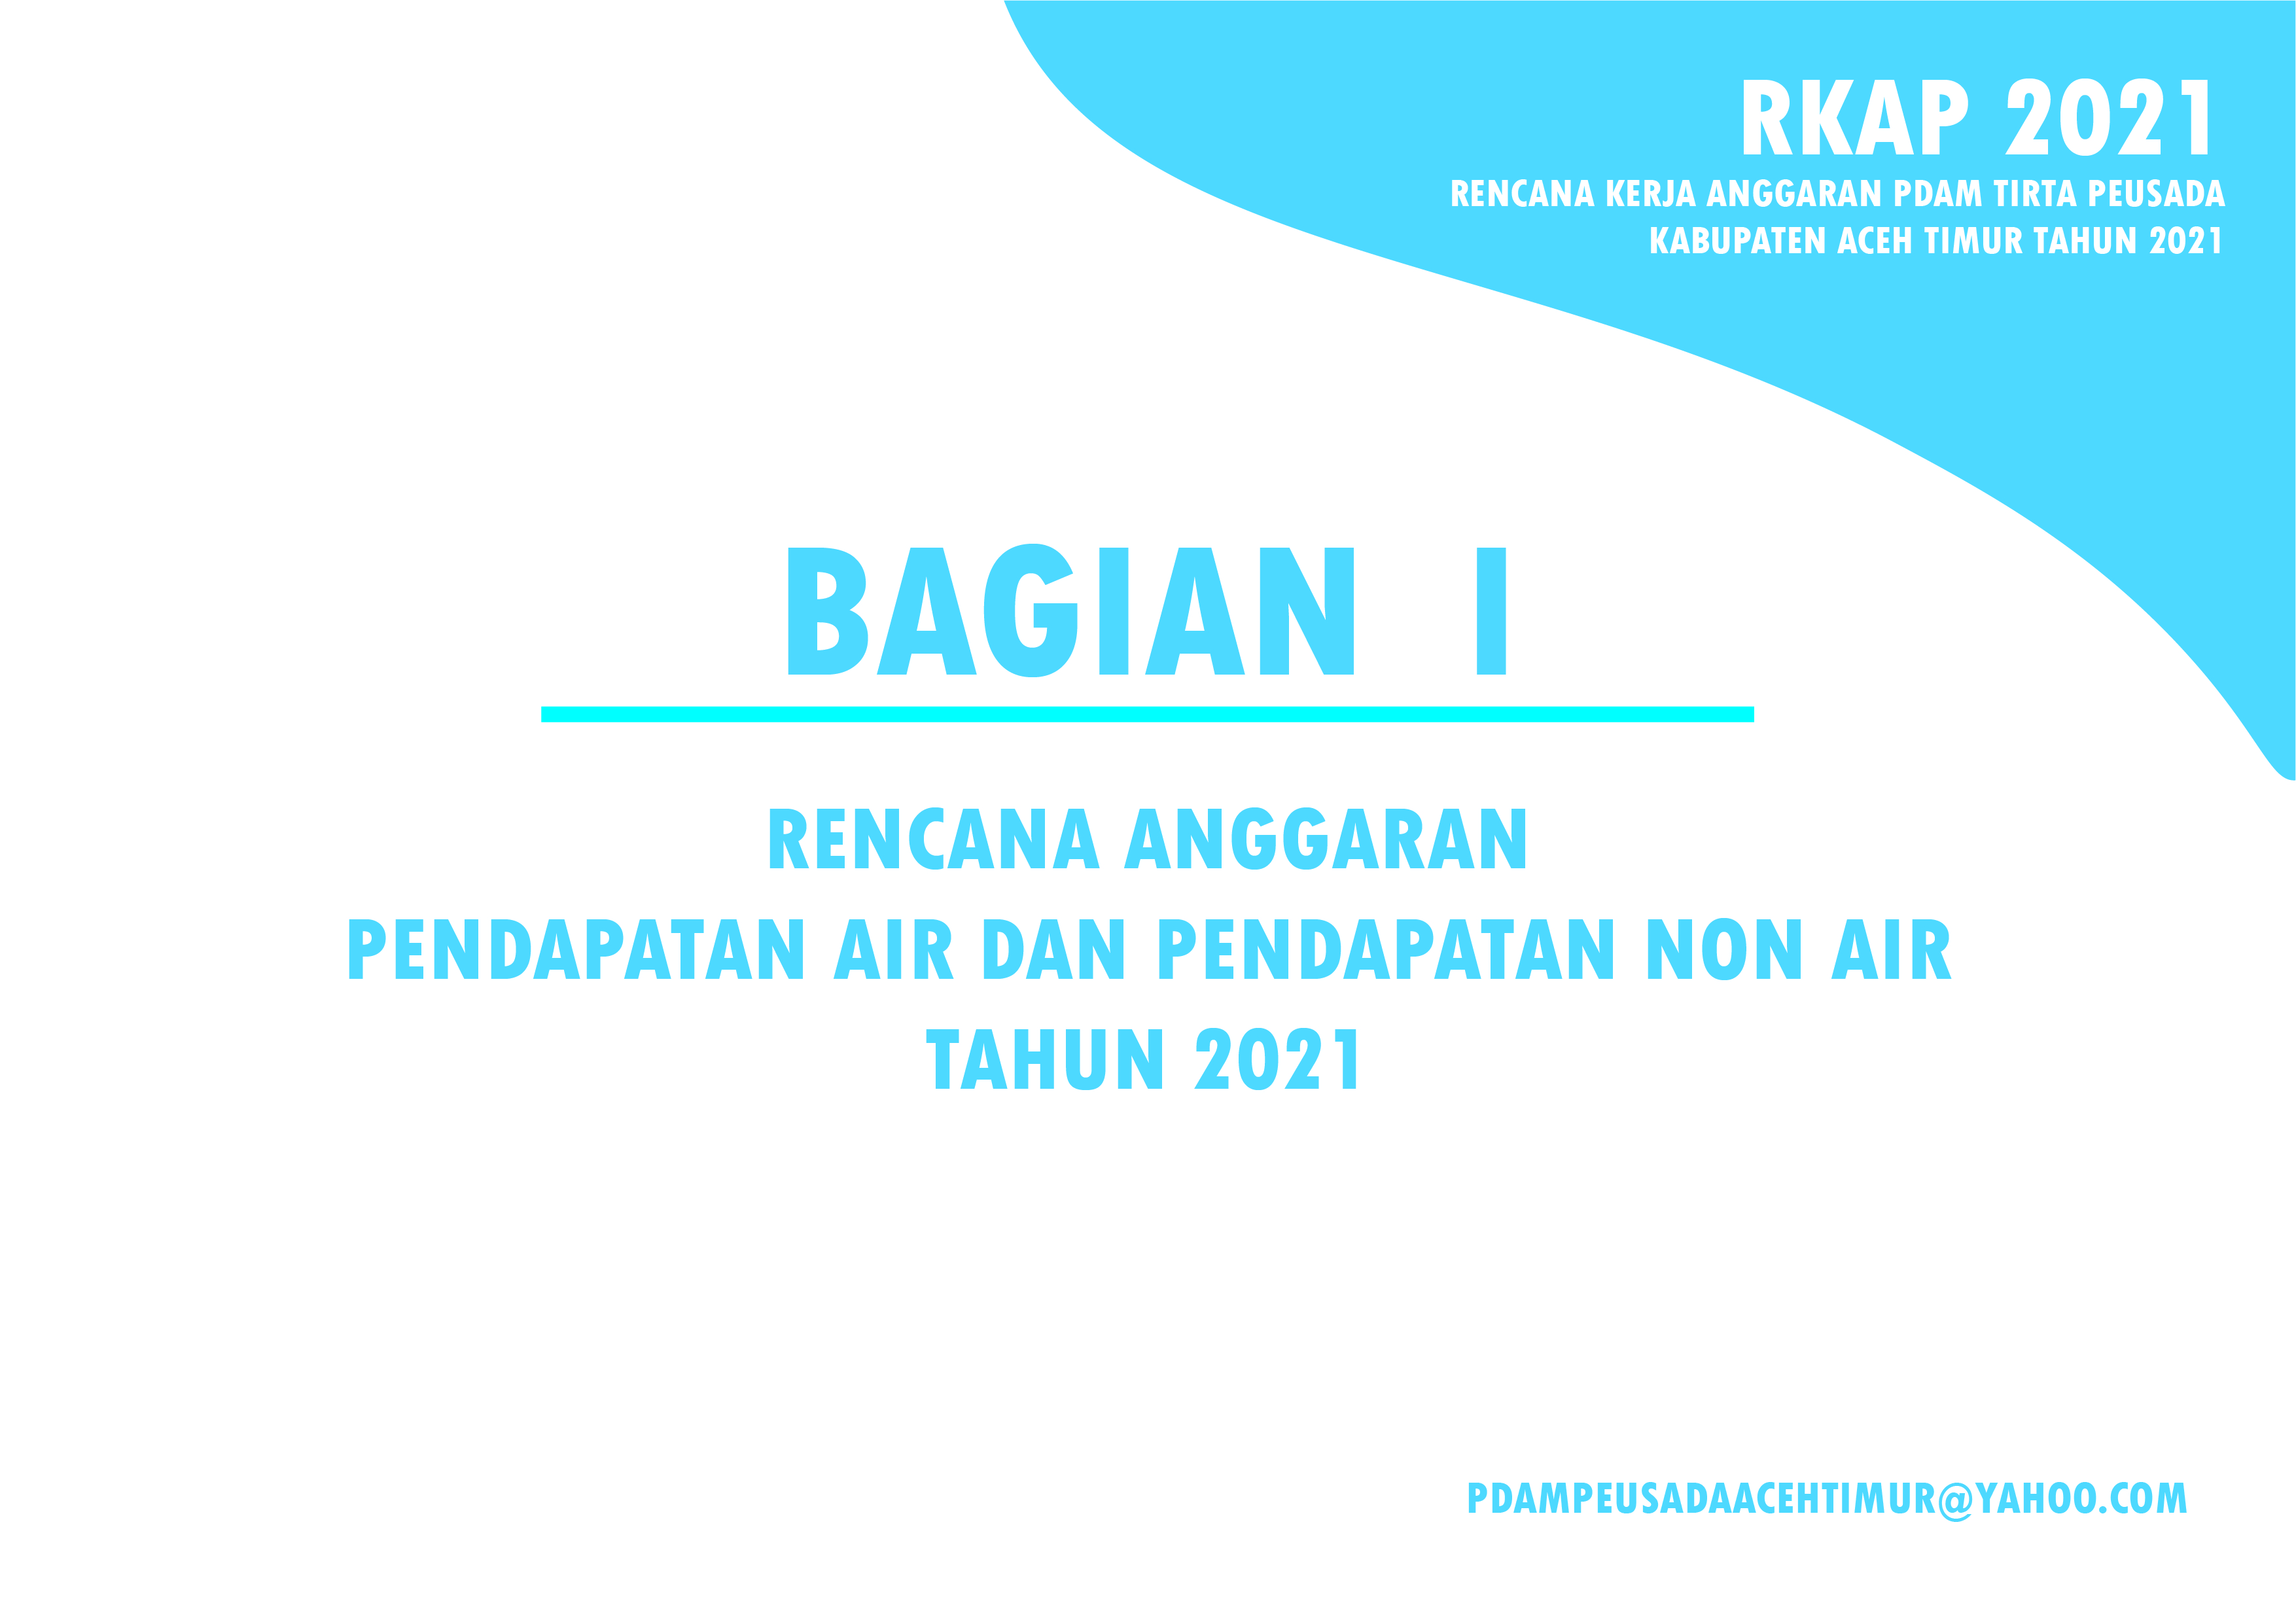 RKAP 2021
RENCANA KERJA ANGGARAN PDAM TIRTA PEUSADA
KABUPATEN ACEH TIMUR TAHUN 2021
BAGIAN I
RENCANA ANGGARAN
PENDAPATAN AIR DAN PENDAPATAN NON AIR
TAHUN 2021
PDAMPEUSADAACEHTIMUR@YAHOO.COM